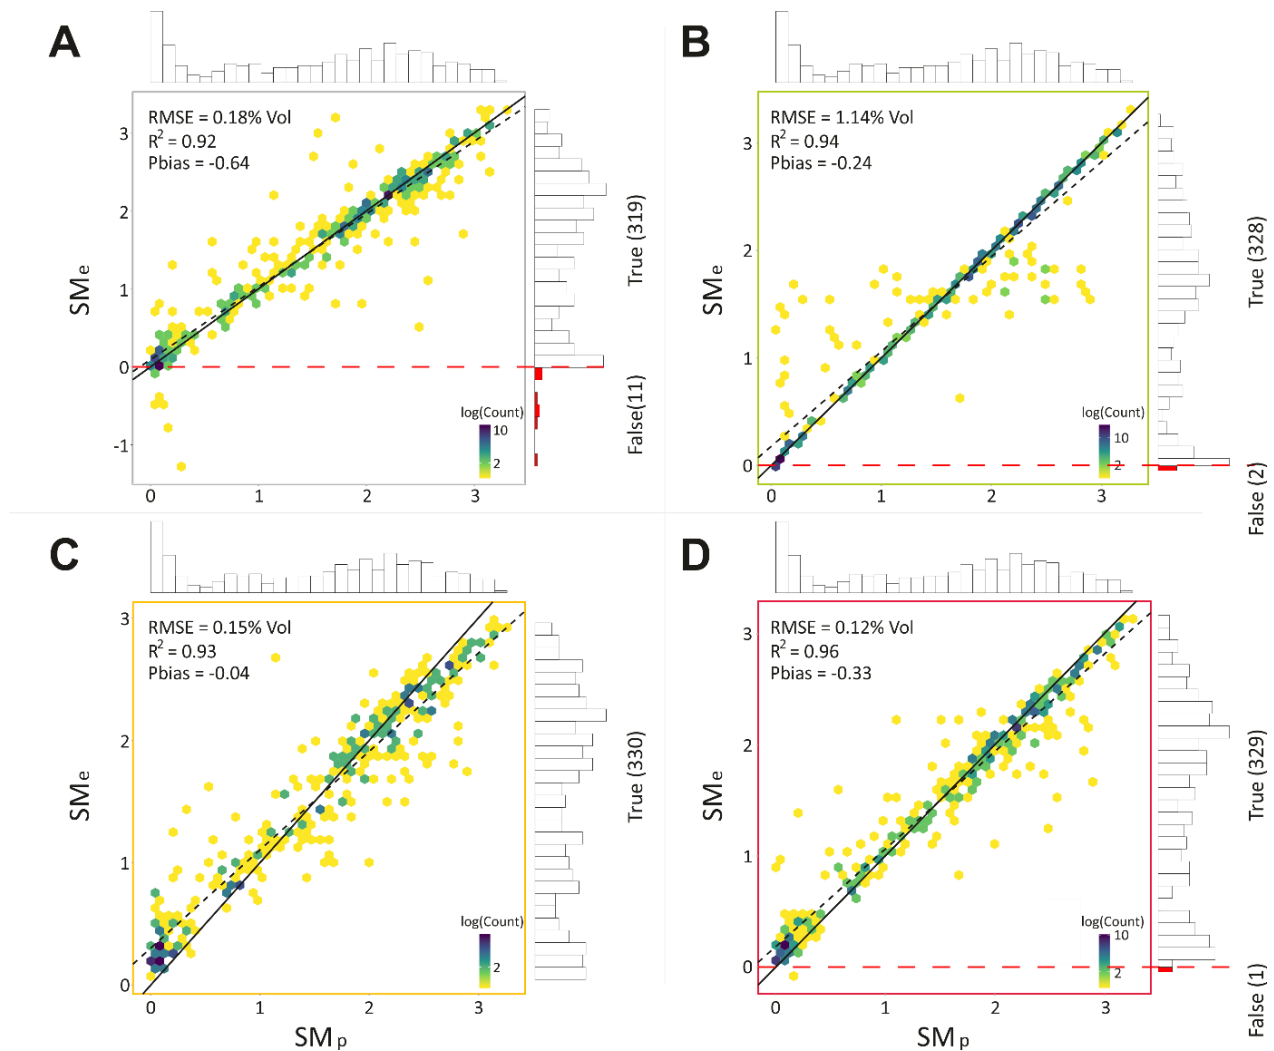 A
RMSE = 0.18% Vol
R2 = 0.92
Pbias = -0.64
SMe
3
2
1
0
-1
0 1 2 3
log(Count)
10
2
True (319)
False(11)
B
RMSE = 1.14% Vol
R2 = 0.94
Pbias = -0.24
SMe
3
2
1
0
0 1 2 3
log(Count)
10
2
True (328)
False (2)
C
RMSE = 0.15% Vol
R2 = 0.93
Pbias = -0.04
SMe
3
2
1
0
0 1 2 3
SMp
log(Count)
2
True (330)
D
RMSE = 0.12% Vol
R2 = 0.96
Pbias = -0.33
SMe
3
2
1
0
0 1 2 3
SMp
log(Count)
10
2
True (329)
False (1)